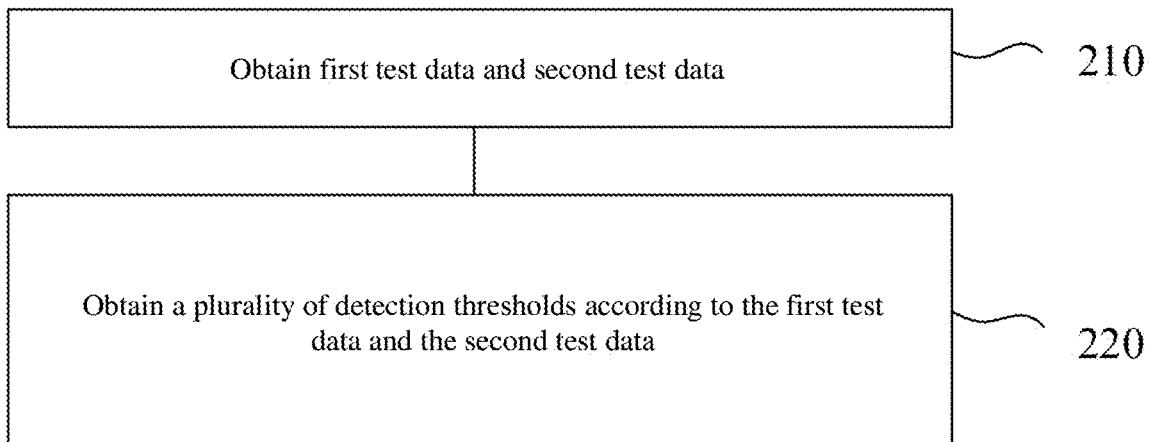 Obtain first test data and second test data
210
Obtain a plurality of detection thresholds according to the first test
data and the second test data
220